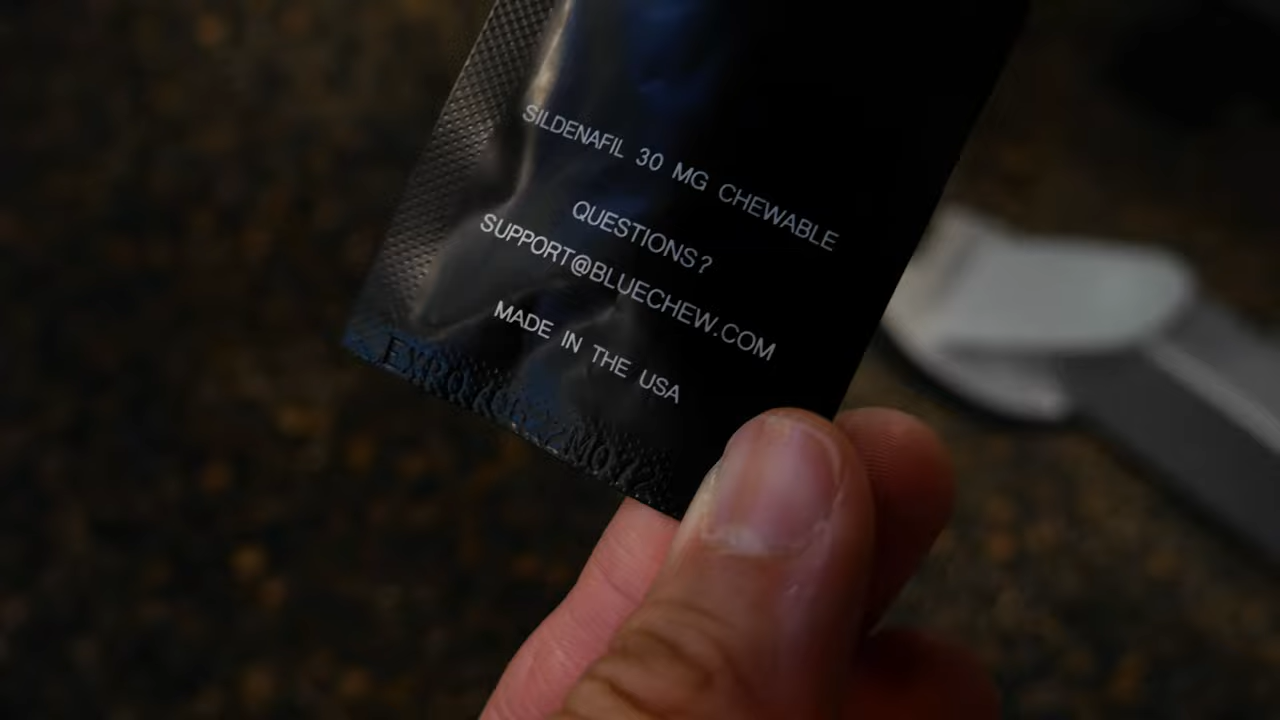 SILDENAFIL 30 MG CHEWABLE
QUESTIONS?
SUPPORT@BLUECHEW.COM
MADE IN THE USA